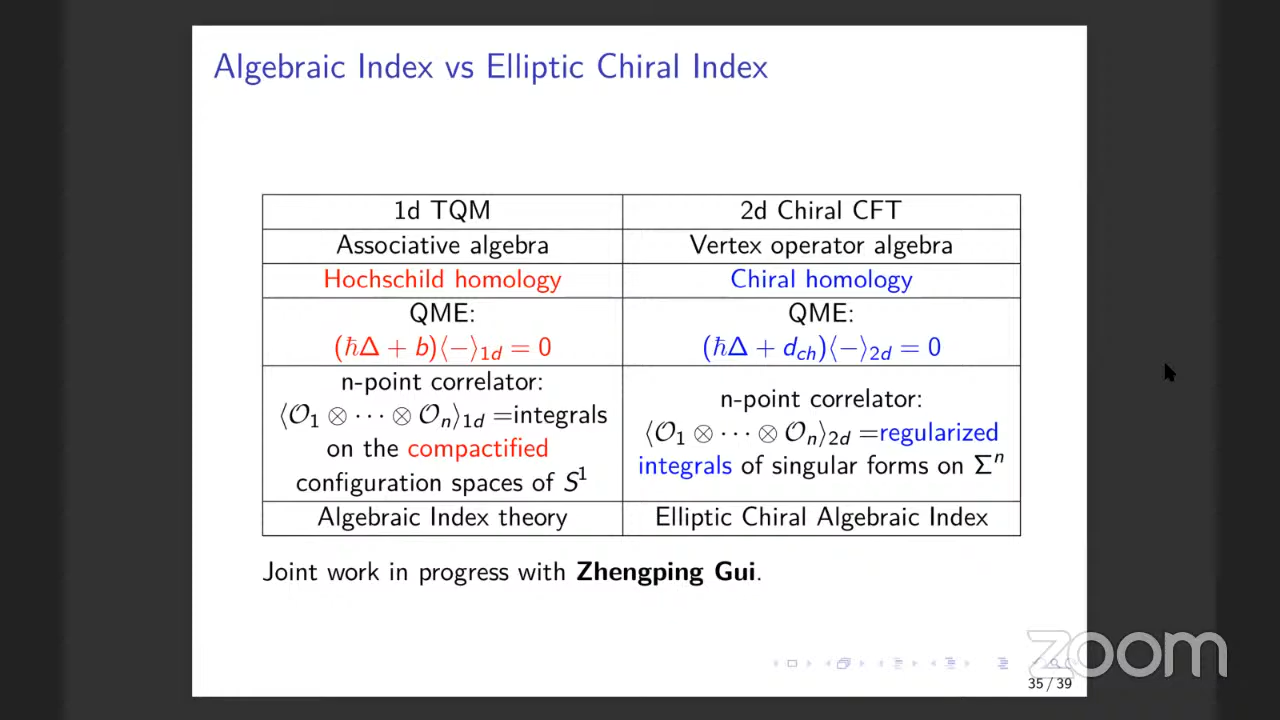 Algebraic Index vs Elliptic Chiral Index
1d TQM
2d Chiral CFT
Associative algebra
Vertex operator algebra
Hochschild homology
Chiral homology
QME:
(ℏΔ + b)⟨−⟩₁d = 0
QME:
(ℏΔ + d_ch)⟨−⟩₂d = 0
n-point correlator:
⟨𝒪₁ ⊗ ··· ⊗ 𝒪ₙ⟩₁d =integrals
on the compactified
configuration spaces of S¹
n-point correlator:
⟨𝒪₁ ⊗ ··· ⊗ 𝒪ₙ⟩₂d =regularized
integrals of singular forms on Σⁿ
Algebraic Index theory
Elliptic Chiral Algebraic Index
Joint work in progress with Zhengping Gui.
zoom
35 / 39